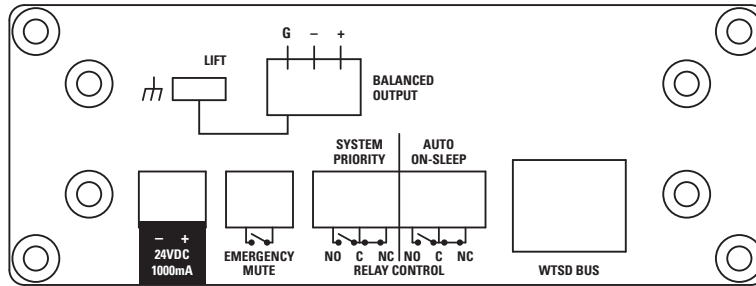 G – +
LIFT
BALANCED
OUTPUT
SYSTEM
PRIORITY
AUTO
ON-SLEEP
– +
24VDC
1000mA
EMERGENCY
MUTE
NO C NC NO C NC
RELAY CONTROL
WTSD BUS